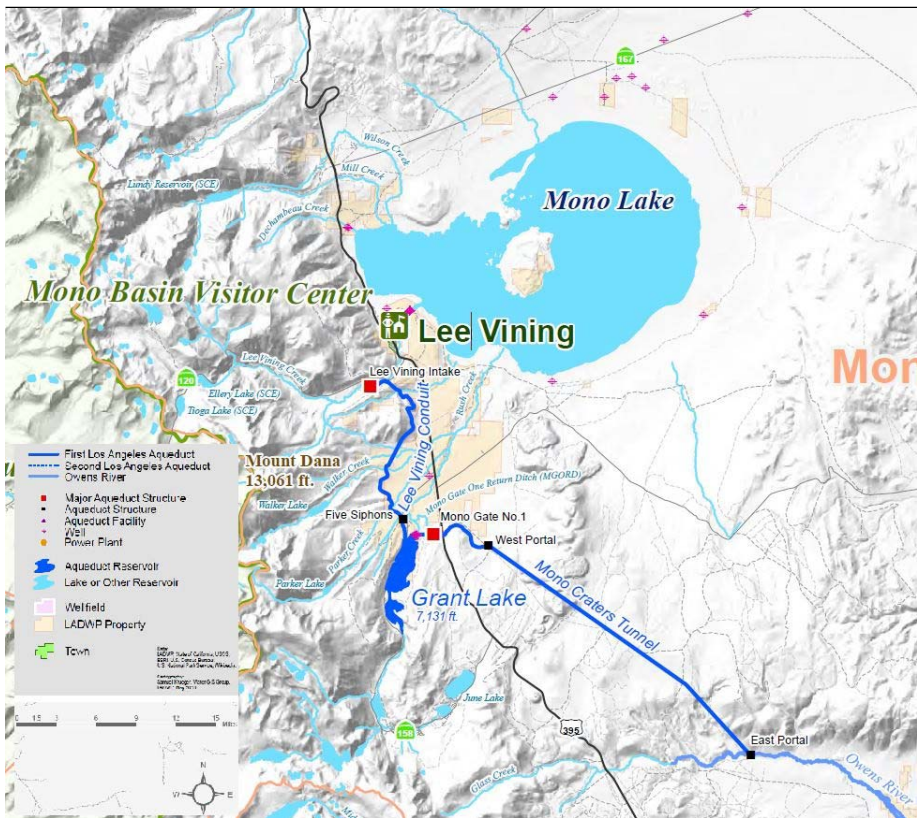 167
Wilson Creek
Mill Creek
Lundy Reservoir (SCE)
Dechambeau Creek
Mono Lake
Mono Basin Visitor Center
Lee Vining
Lee Vining Creek
Lee Vining Intake
Mon
120
Ellery Lake (SCE)
Tioga Lake (SCE)
Rush Creek
Lee Vining Conduit
First Los Angeles Aqueduct
Second Los Angeles Aqueduct
Owens River
Major Aqueduct Structure
Aqueduct Structure
Aqueduct Facility
Well
Power Plant
Aqueduct Reservoir
Lake or Other Reservoir
Wellfield
LADWP Property
Town
Mount Dana
13,061 ft.
Walker Creek
Walker Lake
Mono Gate One Return Ditch (MGORD)
Five Siphons
Mono Gate No.1
West Portal
Parker Creek
Parker Lake
Grant Lake
7,131 ft.
Mono Craters Tunnel
June Lake
158
395
East Portal
Glass Creek
Owens River
0 1.5 3 6 9 12 15
Miles
N
W E
S